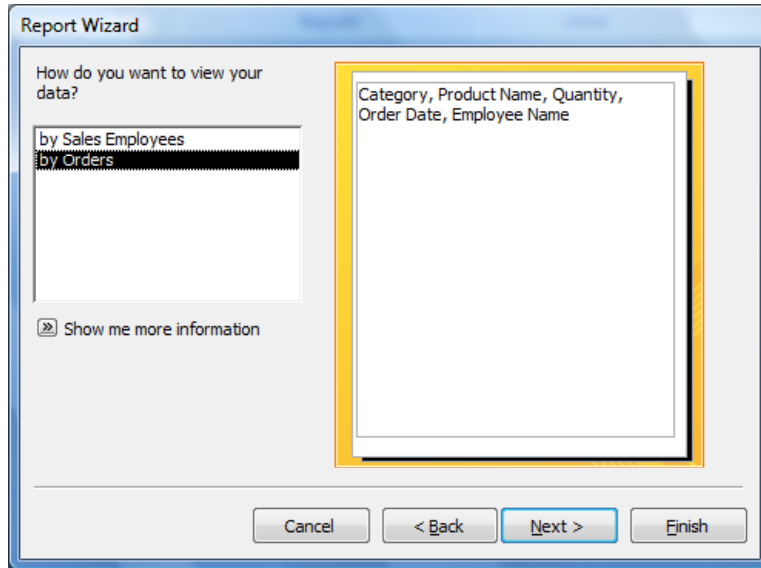 Report Wizard
How do you want to view your
data?
by Sales Employees
by Orders
Show me more information
Category, Product Name, Quantity,
Order Date, Employee Name
Cancel
< Back
Next >
Finish